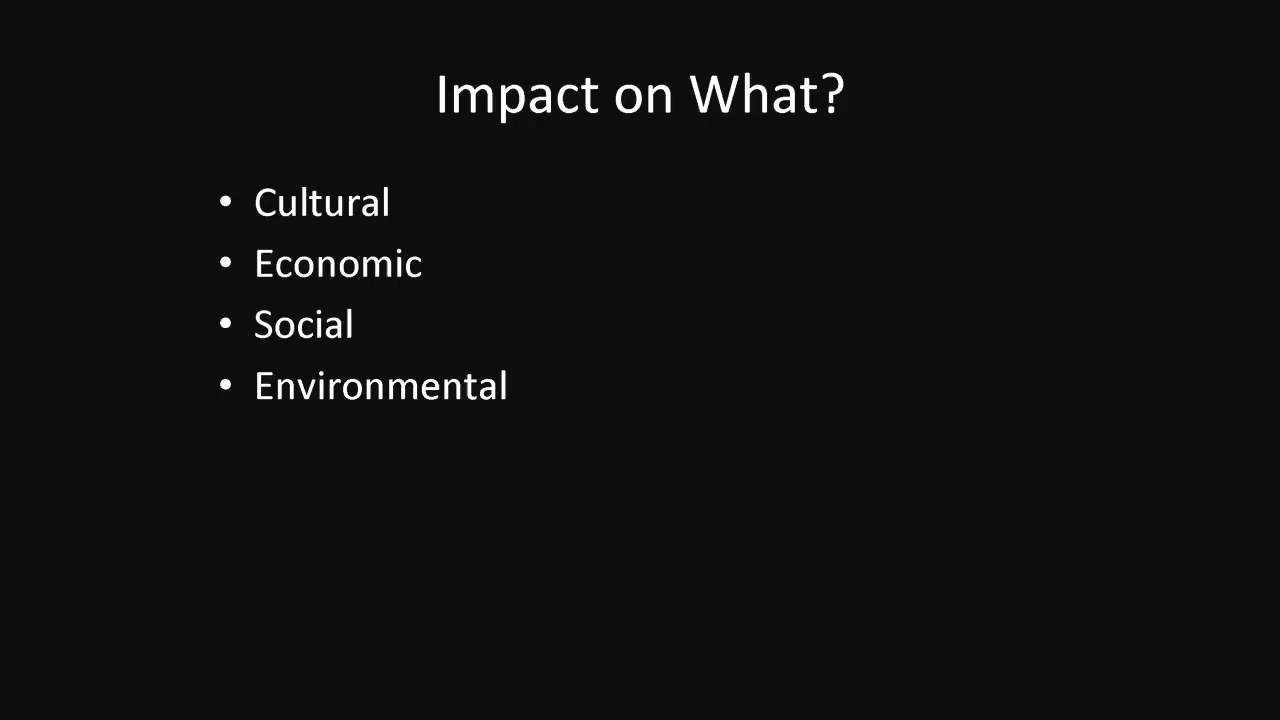 Impact on What?
• Cultural
• Economic
• Social
• Environmental